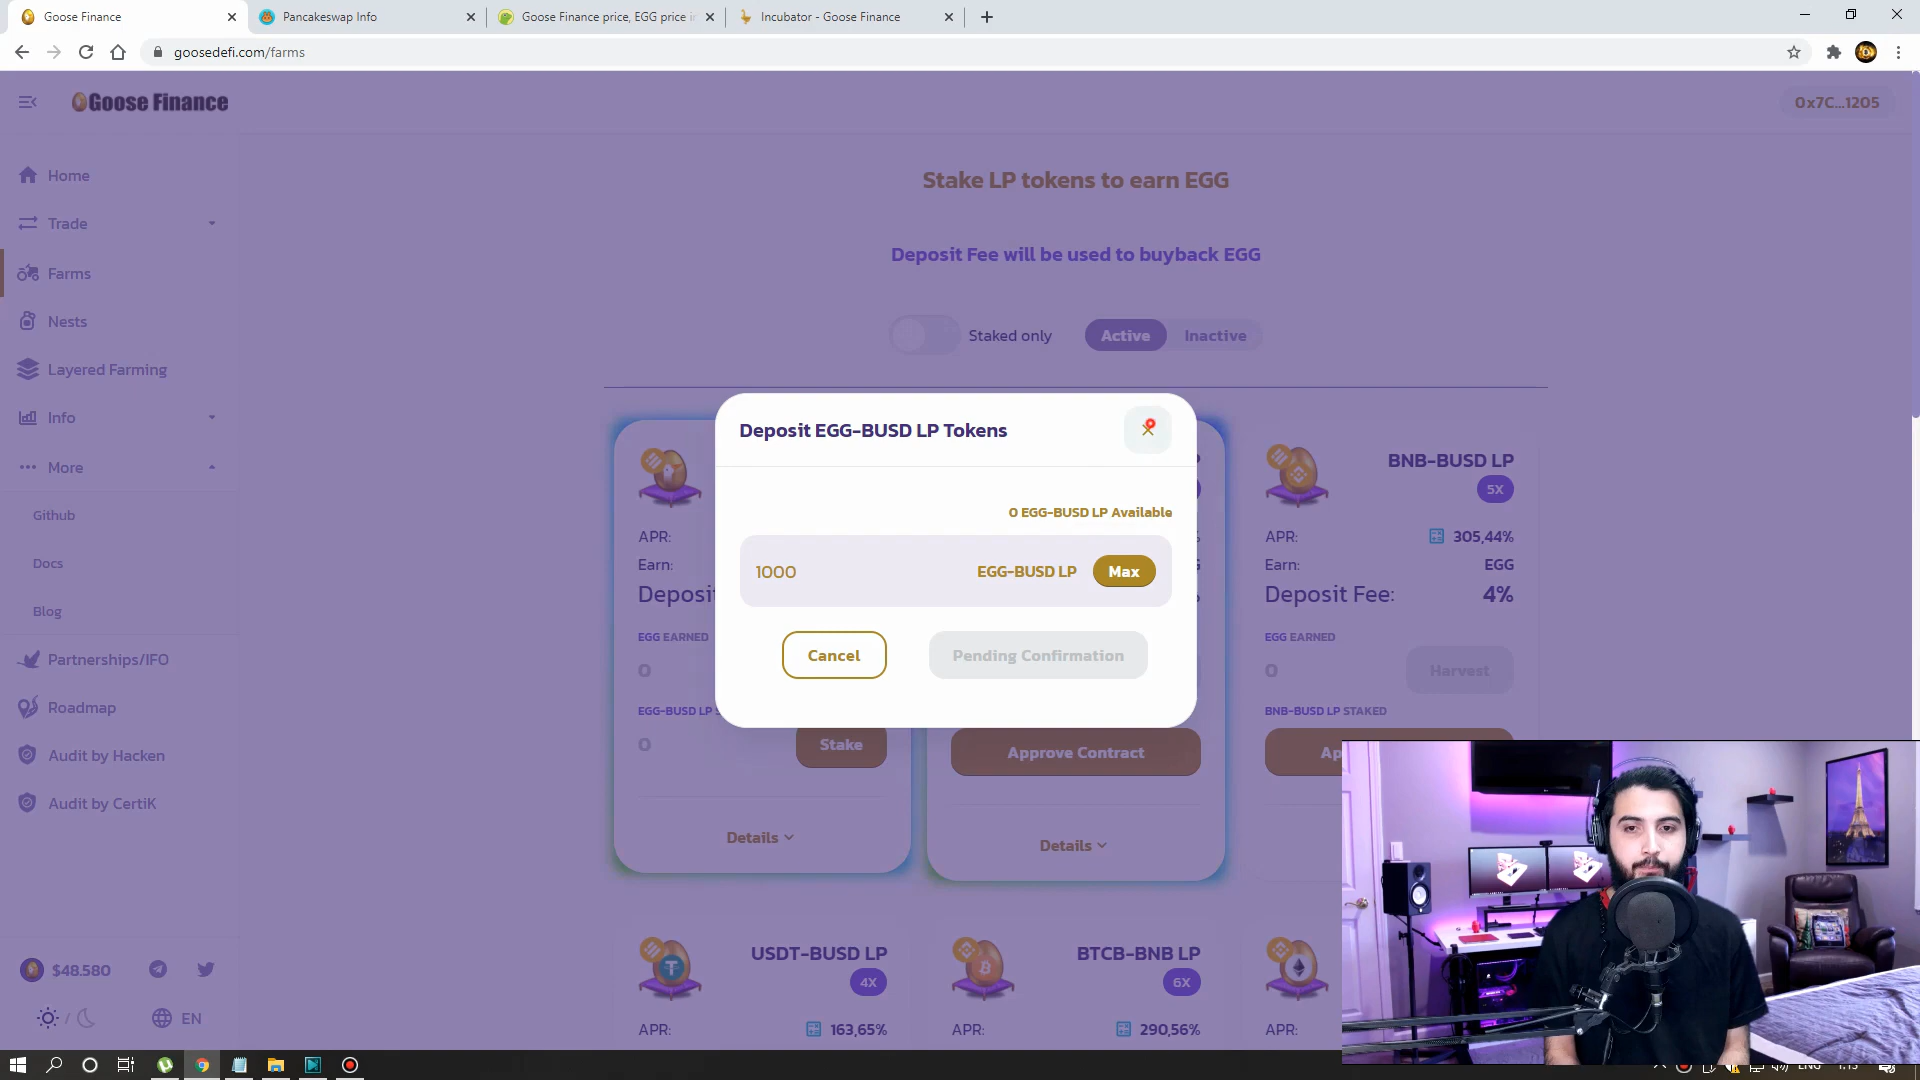 Goose Finance
Pancakeswap Info
Goose Finance price, EGG price i
Incubator - Goose Finance
goosedefi.com/farms
Goose Finance
0x7C...1205
Home
Trade
Farms
Nests
Layered Farming
Info
More
Github
Docs
Blog
Partnerships/IFO
Roadmap
Audit by Hacken
Audit by CertiK
$48.580
/
EN
Stake LP tokens to earn EGG
Deposit Fee will be used to buyback EGG
Staked only
Active
Inactive
Deposit EGG-BUSD LP Tokens
0 EGG-BUSD LP Available
1000
EGG-BUSD LP
Max
Cancel
Pending Confirmation
APR:
Earn:
Deposi
EGG EARNED
0
EGG-BUSD LP
0
Stake
Details
Approve Contract
Details
BNB-BUSD LP
5X
APR:
305,44%
Earn:
EGG
Deposit Fee:
4%
EGG EARNED
0
Harvest
BNB-BUSD LP STAKED
Ap
USDT-BUSD LP
4X
APR:
163,65%
BTCB-BNB LP
6X
APR:
290,56%
APR: